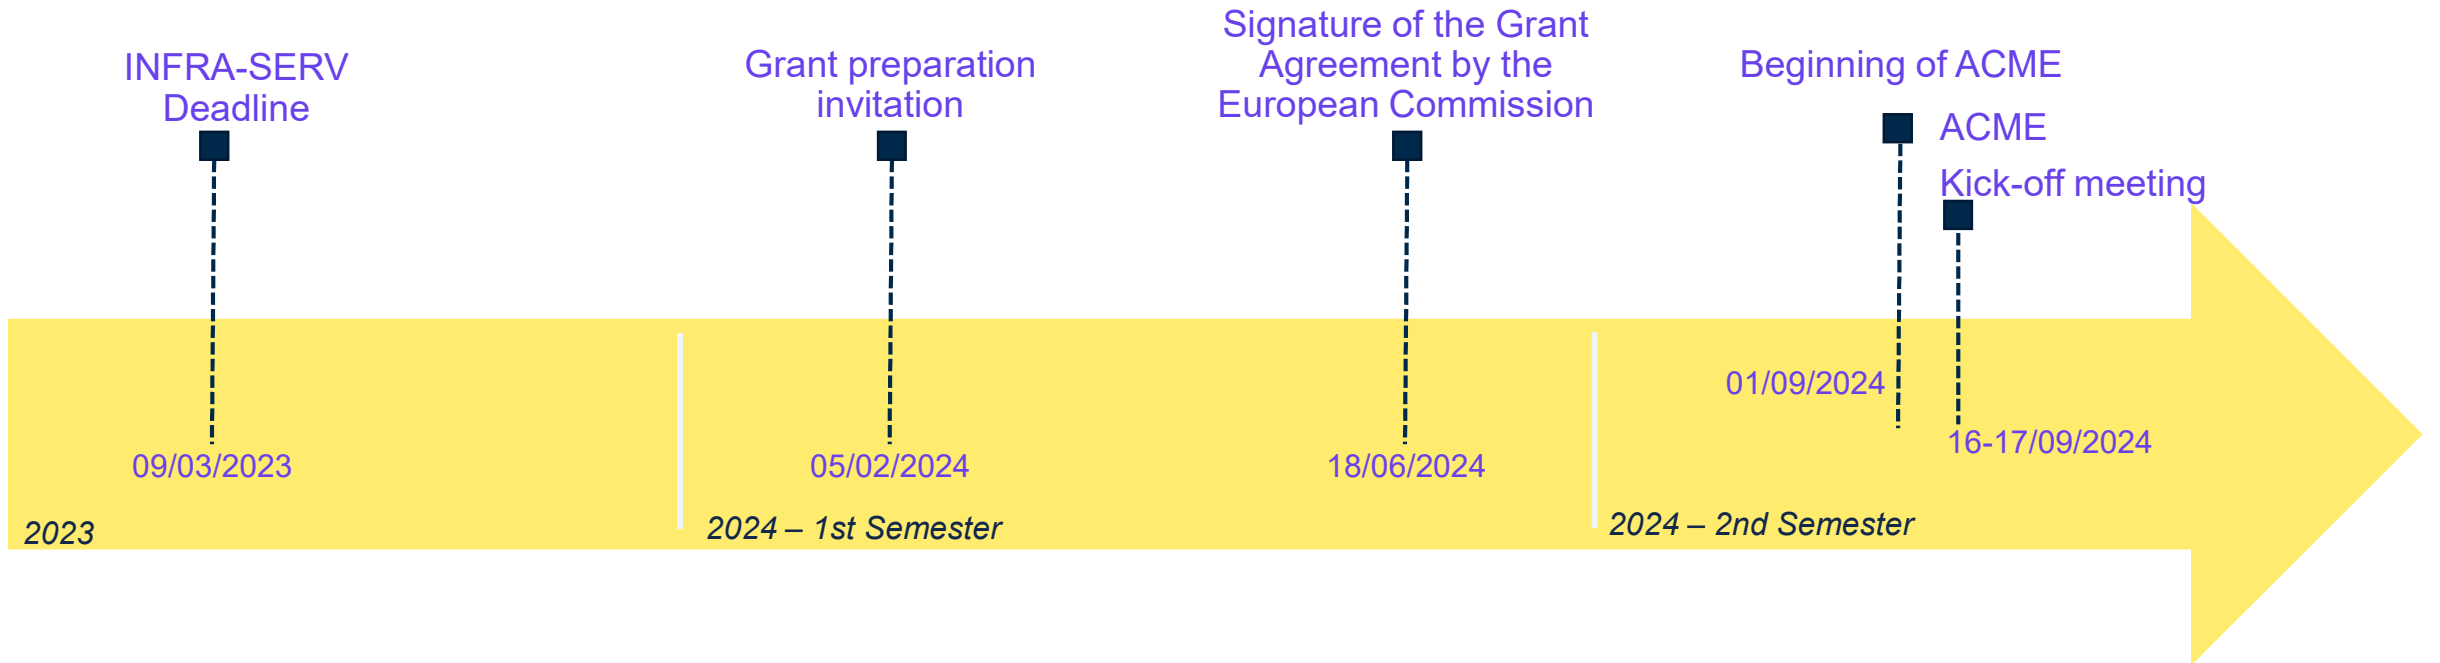 INFRA-SERV
Deadline
Grant preparation
invitation
Signature of the Grant
Agreement by the
European Commission
Beginning of ACME
ACME
Kick-off meeting
09/03/2023
05/02/2024
18/06/2024
01/09/2024
16-17/09/2024
2023
2024 – 1st Semester
2024 – 2nd Semester